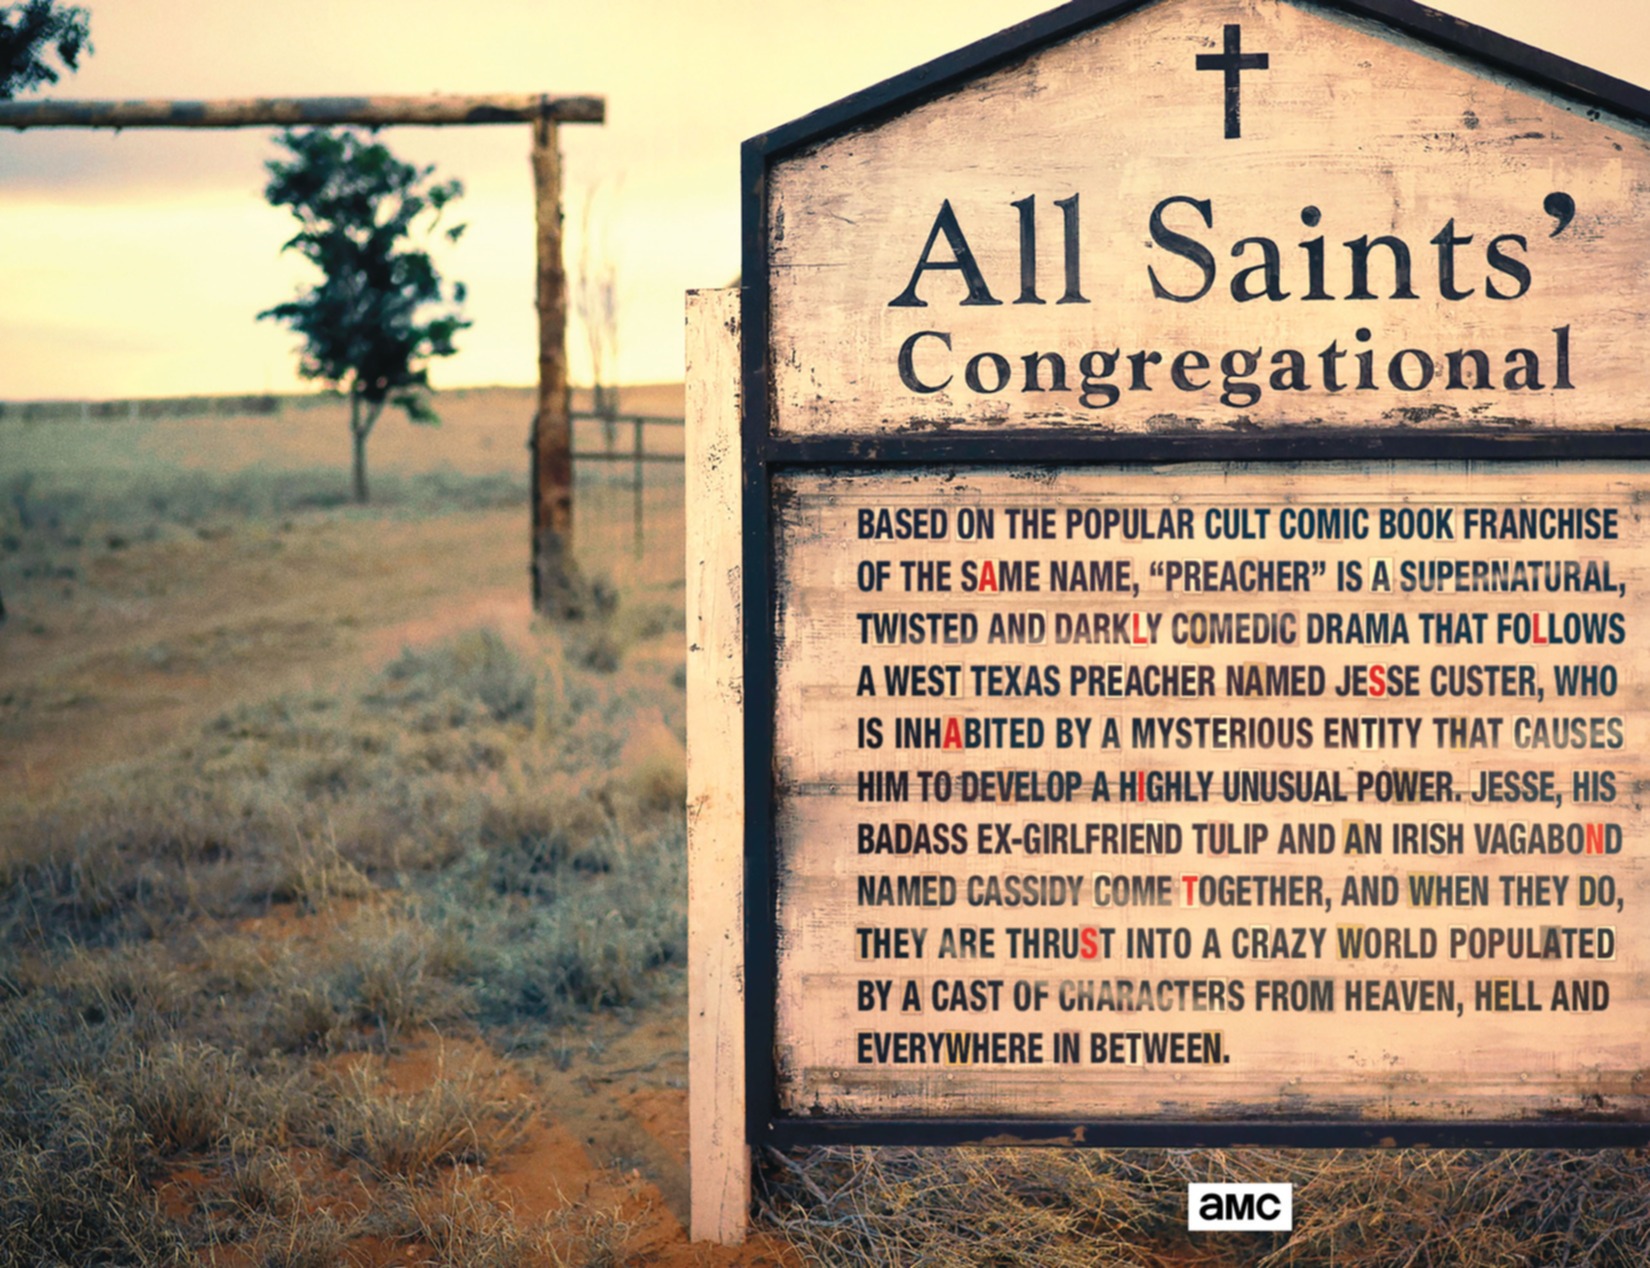 All Saints’
Congregational
BASED ON THE POPULAR CULT COMIC BOOK FRANCHISE
OF THE SAME NAME, “PREACHER” IS A SUPERNATURAL,
TWISTED AND DARKLY COMEDIC DRAMA THAT FOLLOWS
A WEST TEXAS PREACHER NAMED JESSE CUSTER, WHO
IS INHABITED BY A MYSTERIOUS ENTITY THAT CAUSES
HIM TO DEVELOP A HIGHLY UNUSUAL POWER. JESSE, HIS
BADASS EX-GIRLFRIEND TULIP AND AN IRISH VAGABOND
NAMED CASSIDY COME TOGETHER, AND WHEN THEY DO,
THEY ARE THRUST INTO A CRAZY WORLD POPULATED
BY A CAST OF CHARACTERS FROM HEAVEN, HELL AND
EVERYWHERE IN BETWEEN.
aMC